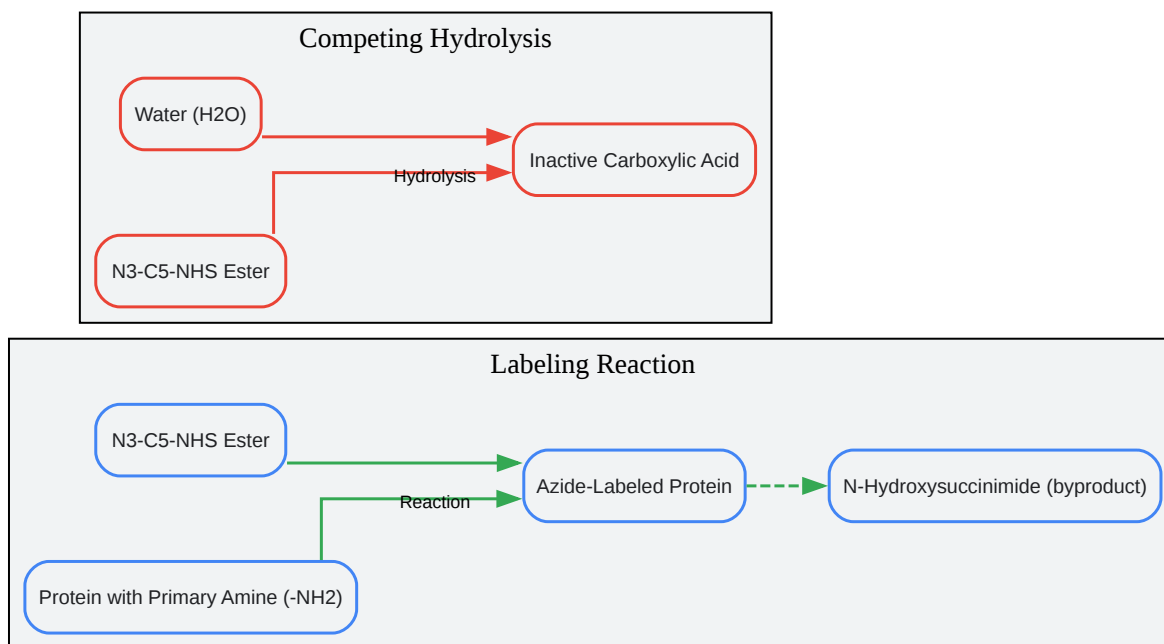 Competing Hydrolysis
Water (H2O)
Inactive Carboxylic Acid
Hydrolysis
N3-C5-NHS Ester
Labeling Reaction
N3-C5-NHS Ester
Azide-Labeled Protein
N-Hydroxysuccinimide (byproduct)
Reaction
Protein with Primary Amine (-NH2)